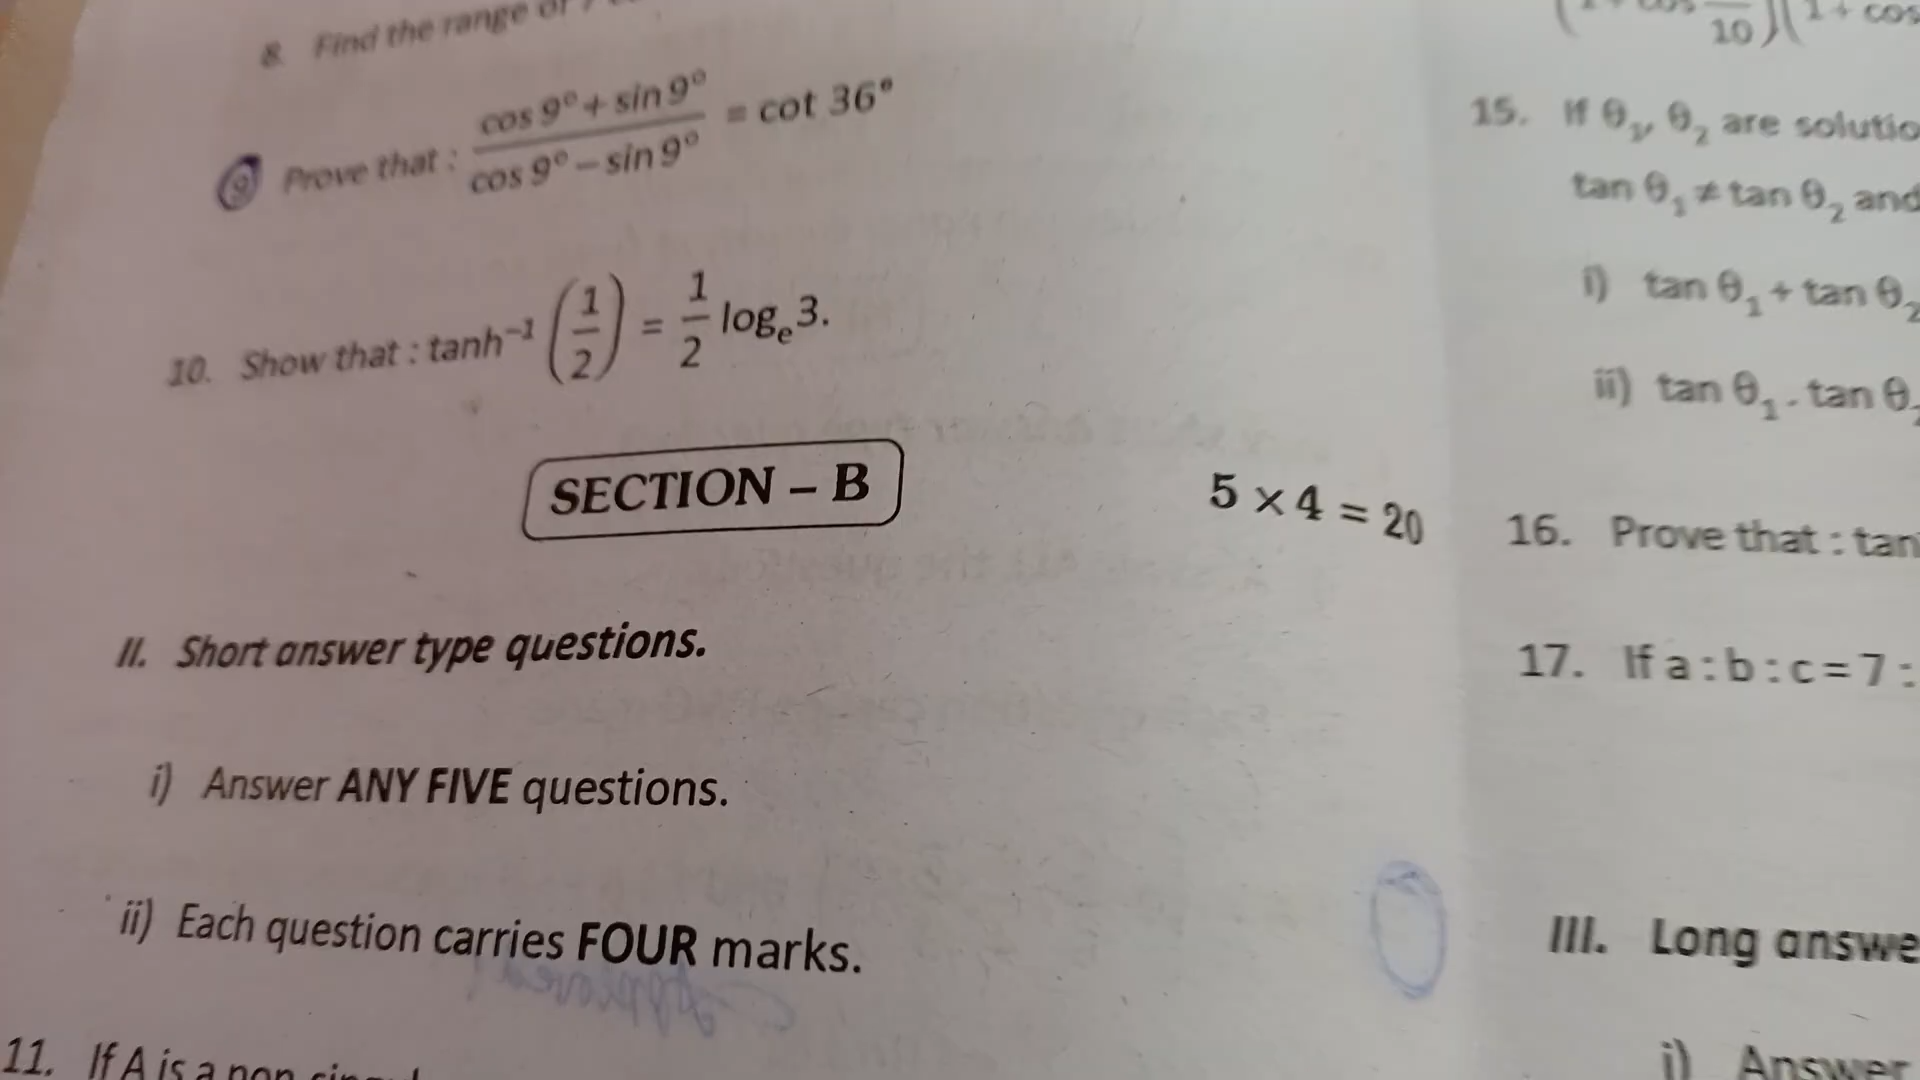 8. Find the range of
9 Prove that : cos 9° + sin 9° / cos 9° – sin 9° = cot 36°
10. Show that : tanh⁻¹ (1/2) = 1/2 logₑ3.
SECTION – B
5 × 4 = 20
II. Short answer type questions.
i) Answer ANY FIVE questions.
ii) Each question carries FOUR marks.
11. If A is a non
10 ) ( 1 + cos
15. If θ₁, θ₂ are solutio
tan θ₁ ≠ tan θ₂ and
i) tan θ₁ + tan θ₂
ii) tan θ₁ . tan θ
16. Prove that : tan
17. If a : b : c = 7 :
III. Long answe
i) Answer